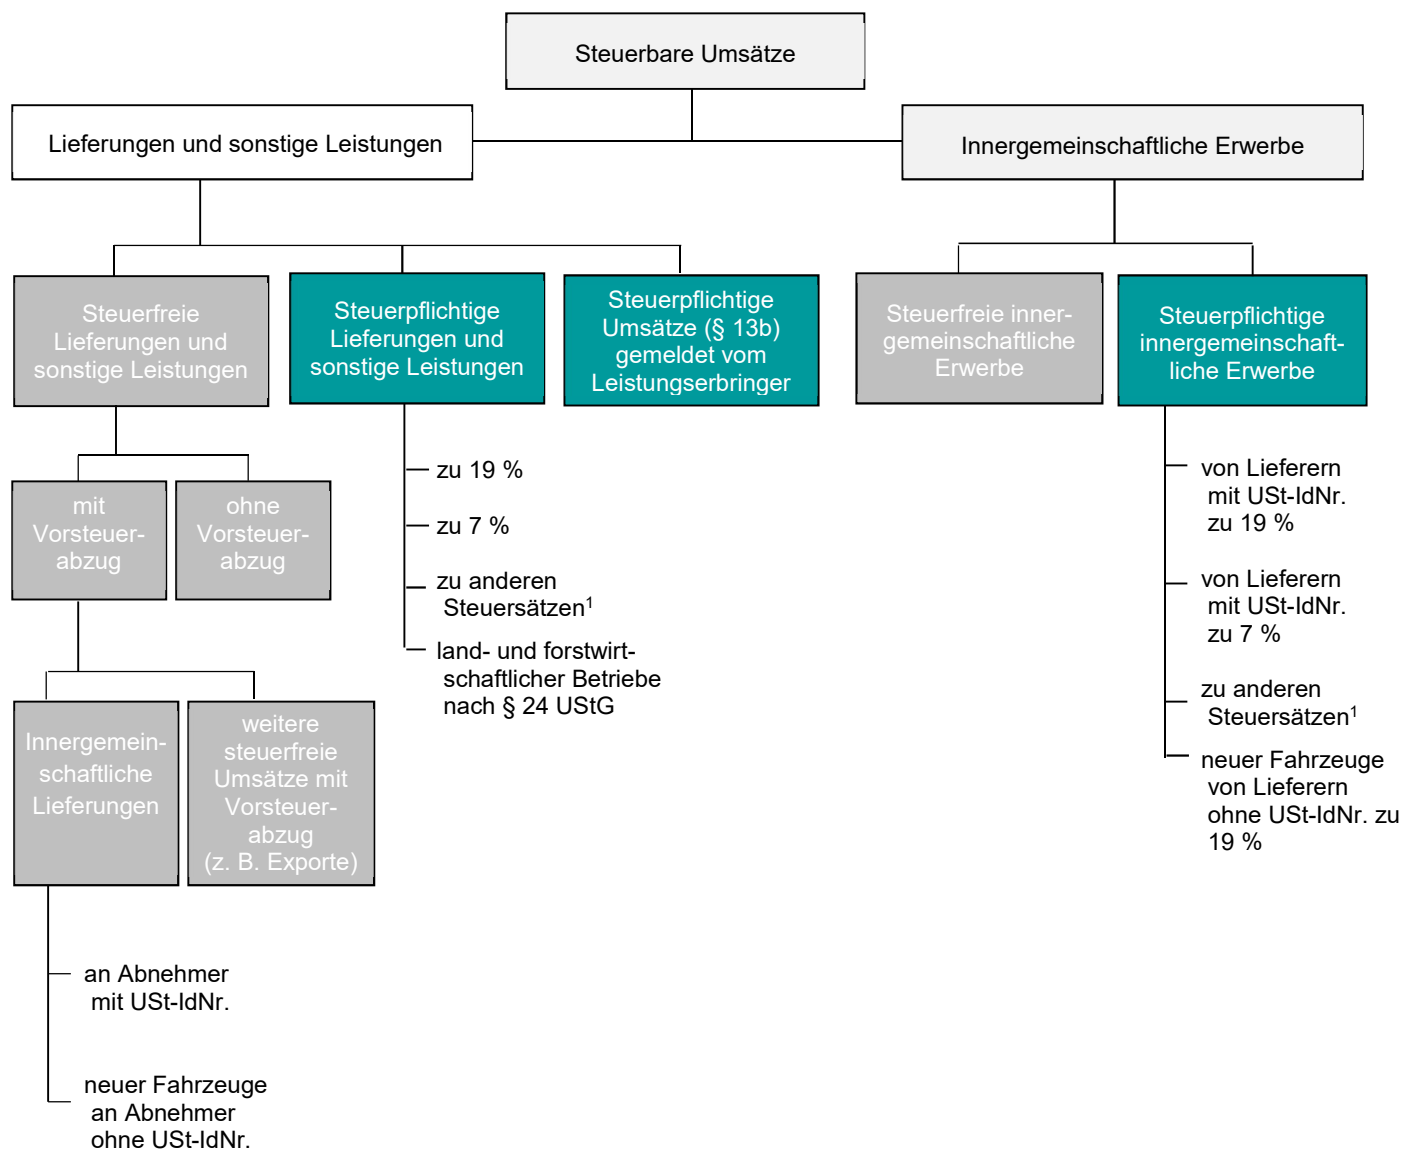 Steuerbare Umsätze
Lieferungen und sonstige Leistungen
Innergemeinschaftliche Erwerbe
Steuerfreie
Lieferungen und
sonstige Leistungen
Steuerpflichtige
Lieferungen und
sonstige Leistungen
Steuerpflichtige
Umsätze (§ 13b)
gemeldet vom
Leistungserbringer
Steuerfreie inner-
gemeinschaftliche
Erwerbe
Steuerpflichtige
innergemeinschaft-
liche Erwerbe
mit
Vorsteuer-
abzug
ohne
Vorsteuer-
abzug
zu 19 %
zu 7 %
zu anderen
Steuersätzen¹
land- und forstwirt-
schaftlicher Betriebe
nach § 24 UStG
von Lieferern
mit USt-IdNr.
zu 19 %
von Lieferern
mit USt-IdNr.
zu 7 %
zu anderen
Steuersätzen¹
neuer Fahrzeuge
von Lieferern
ohne USt-IdNr. zu
19 %
Innergemein-
schaftliche
Lieferungen
weitere
steuerfreie
Umsätze mit
Vorsteuer-
abzug
(z. B. Exporte)
an Abnehmer
mit USt-IdNr.
neuer Fahrzeuge
an Abnehmer
ohne USt-IdNr.